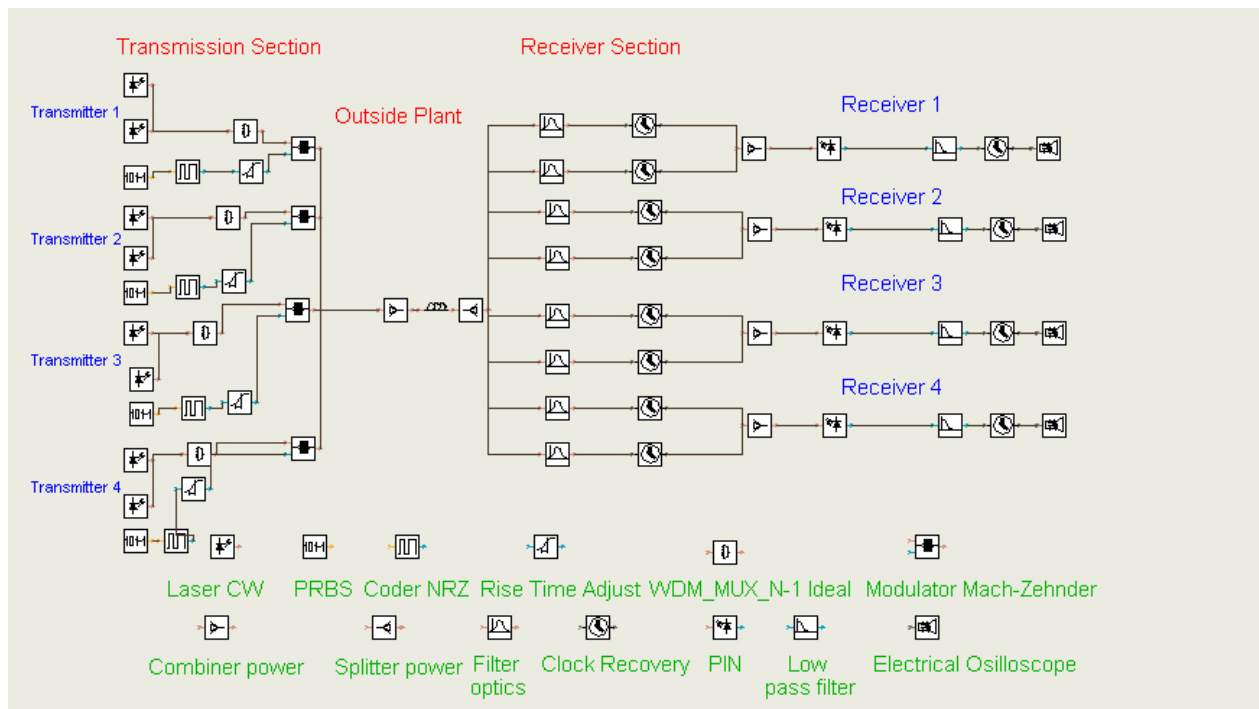 Transmission Section
Receiver Section
Transmitter 1
Outside Plant
Receiver 1
Transmitter 2
Receiver 2
Receiver 3
Transmitter 3
Receiver 4
Transmitter 4
Laser CW
PRBS
Coder NRZ
Rise Time Adjust
WDM_MUX_N-1 Ideal
Modulator Mach-Zehnder
Combiner power
Splitter power
Filter
optics
Clock Recovery
PIN
Low
pass filter
Electrical Osilloscope